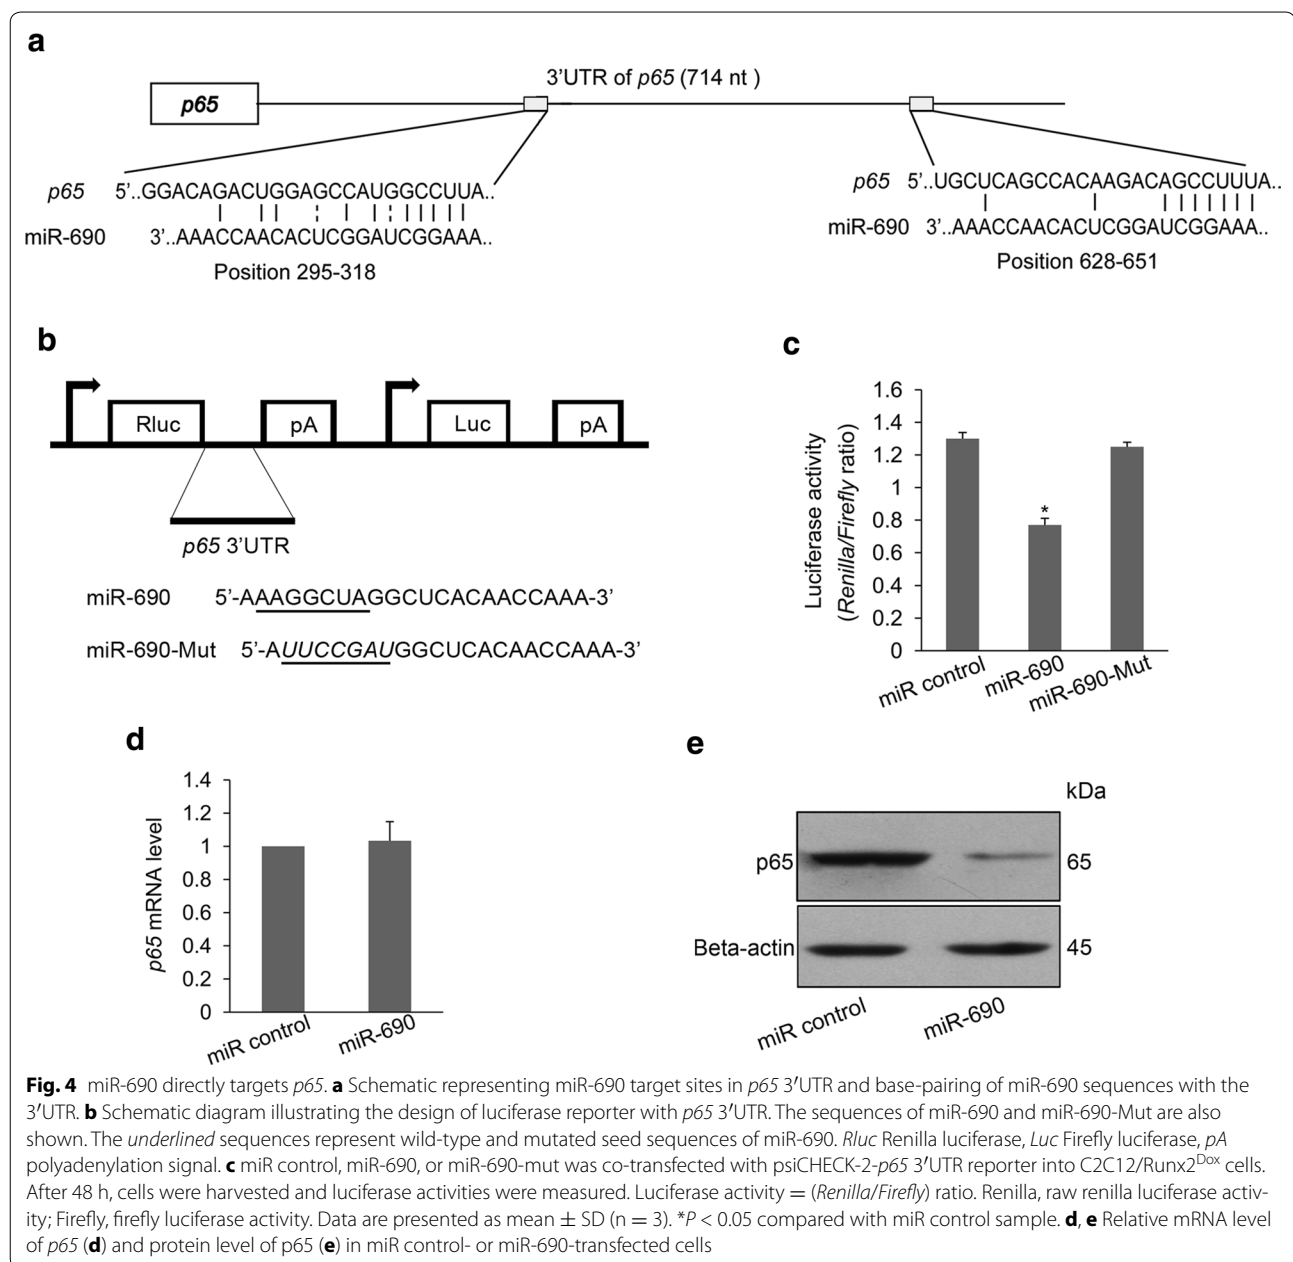 a
3'UTR of p65 (714 nt )
p65
p65 5'..GGACAGACUGGAGCCAUGGCCUUA..
miR-690 3'..AAACCAACACUCGGAUCGGAAA..
Position 295-318
p65 5'..UGCUCAGCCACAAGACAGCCUUUA..
miR-690 3'..AAACCAACACUCGGAUCGGAAA..
Position 628-651
b
Rluc
pA
Luc
pA
p65 3'UTR
miR-690 5'-AAAGGCUAGGCUCACAACCAAA-3'
miR-690-Mut 5'-AUUCCGAUGGCUCACAACCAAA-3'
c
Luciferase activity
(Renilla/Firefly ratio)
1.6
1.4
1.2
1
0.8
0.6
0.4
0.2
0
*
miR control
miR-690
miR-690-Mut
d
p65 mRNA level
1.4
1.2
1
0.8
0.6
0.4
0.2
0
miR control
miR-690
e
kDa
p65
65
Beta-actin
45
miR control
miR-690
Fig. 4 miR-690 directly targets p65. a Schematic representing miR-690 target sites in p65 3′UTR and base-pairing of miR-690 sequences with the
3′UTR. b Schematic diagram illustrating the design of luciferase reporter with p65 3′UTR. The sequences of miR-690 and miR-690-Mut are also
shown. The underlined sequences represent wild-type and mutated seed sequences of miR-690. Rluc Renilla luciferase, Luc Firefly luciferase, pA
polyadenylation signal. c miR control, miR-690, or miR-690-mut was co-transfected with psiCHECK-2-p65 3′UTR reporter into C2C12/Runx2Dox cells.
After 48 h, cells were harvested and luciferase activities were measured. Luciferase activity = (Renilla/Firefly) ratio. Renilla, raw renilla luciferase activ-
ity; Firefly, firefly luciferase activity. Data are presented as mean ± SD (n = 3). *P < 0.05 compared with miR control sample. d, e Relative mRNA level
of p65 (d) and protein level of p65 (e) in miR control- or miR-690-transfected cells